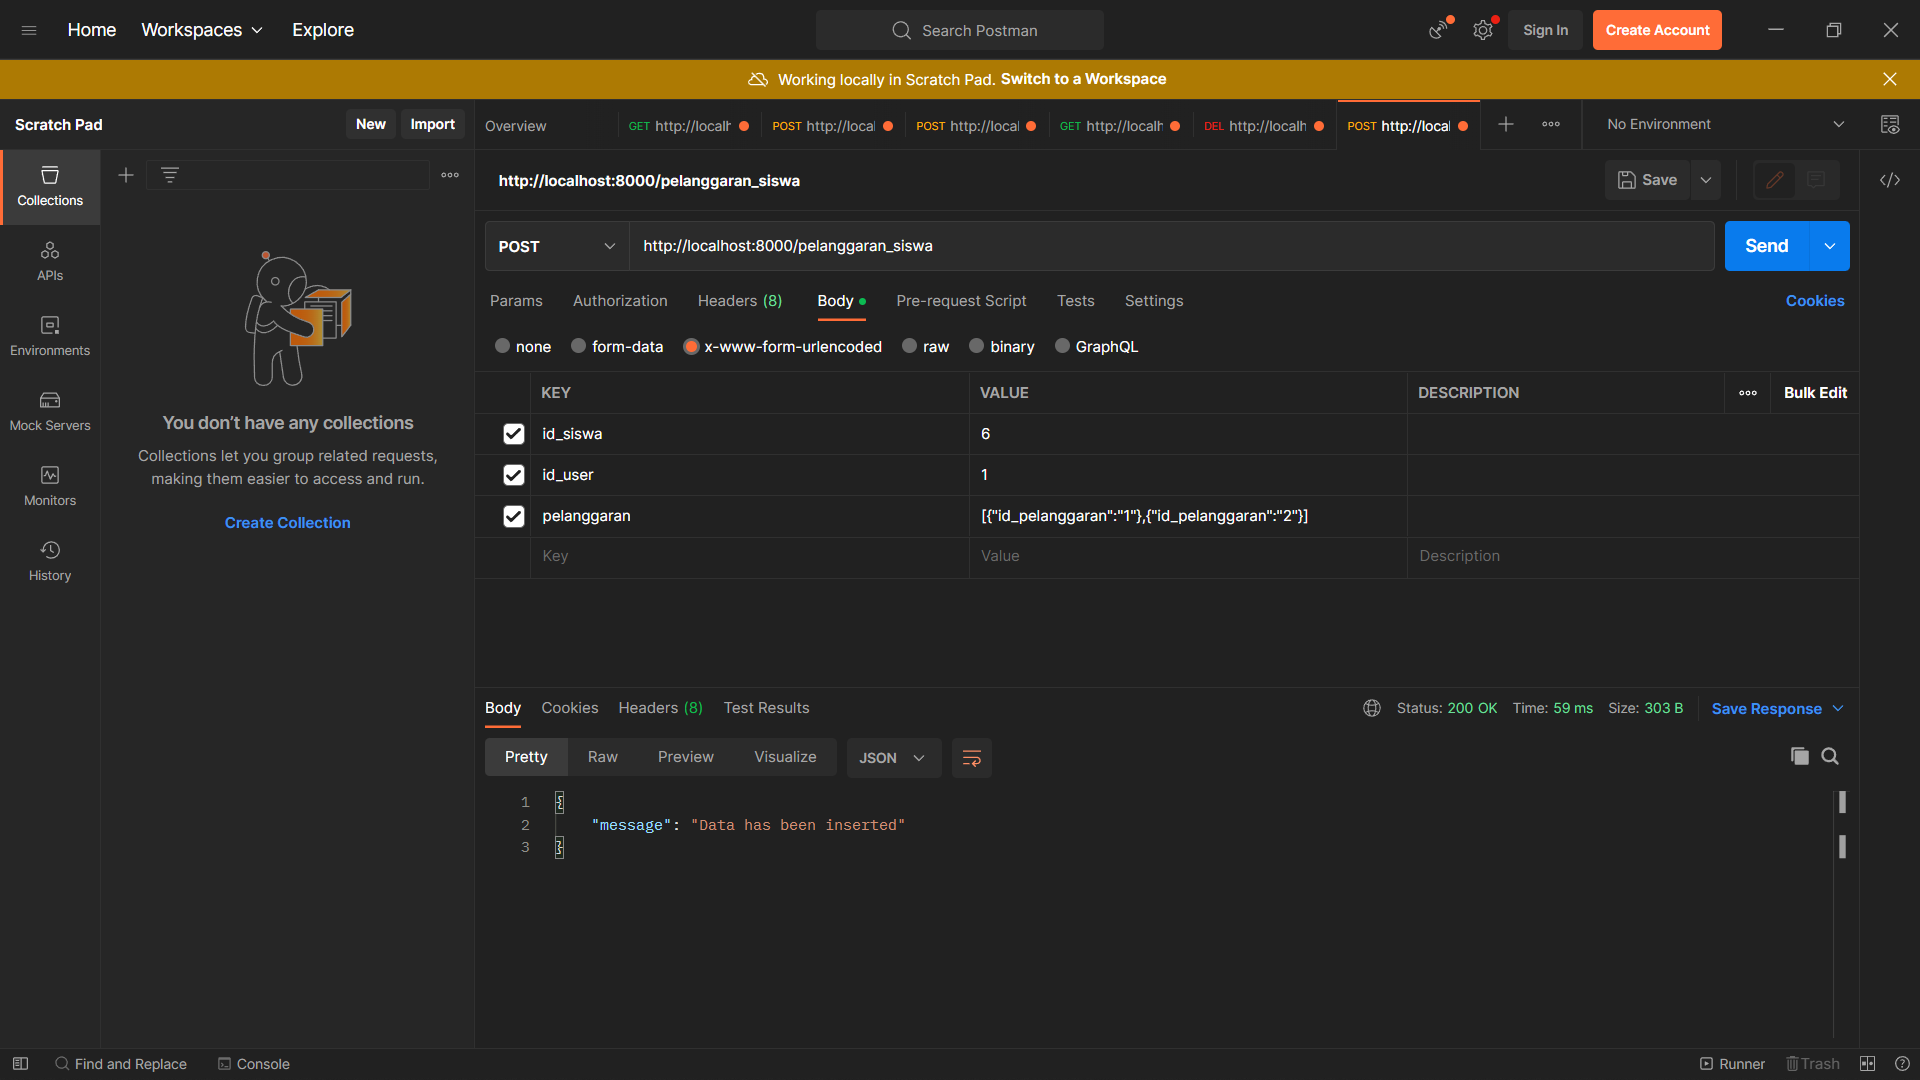 Home Workspaces Explore Search Postman Sign In Create Account
Working locally in Scratch Pad. Switch to a Workspace
Scratch Pad New Import Overview GET http://localh POST http://local POST http://local GET http://localh DEL http://localh POST http://local No Environment
Collections
APIs
Environments
Mock Servers
Monitors
History
You don’t have any collections
Collections let you group related requests,
making them easier to access and run.
Create Collection
http://localhost:8000/pelanggaran_siswa Save
POST http://localhost:8000/pelanggaran_siswa Send
Params Authorization Headers (8) Body Pre-request Script Tests Settings Cookies
none form-data x-www-form-urlencoded raw binary GraphQL
KEY VALUE DESCRIPTION Bulk Edit
id_siswa 6
id_user 1
pelanggaran [{"id_pelanggaran":"1"},{"id_pelanggaran":"2"}]
Key Value Description
Body Cookies Headers (8) Test Results Status: 200 OK Time: 59 ms Size: 303 B Save Response
Pretty Raw Preview Visualize JSON
1 {
2 "message": "Data has been inserted"
3 }
Find and Replace Console Runner Trash